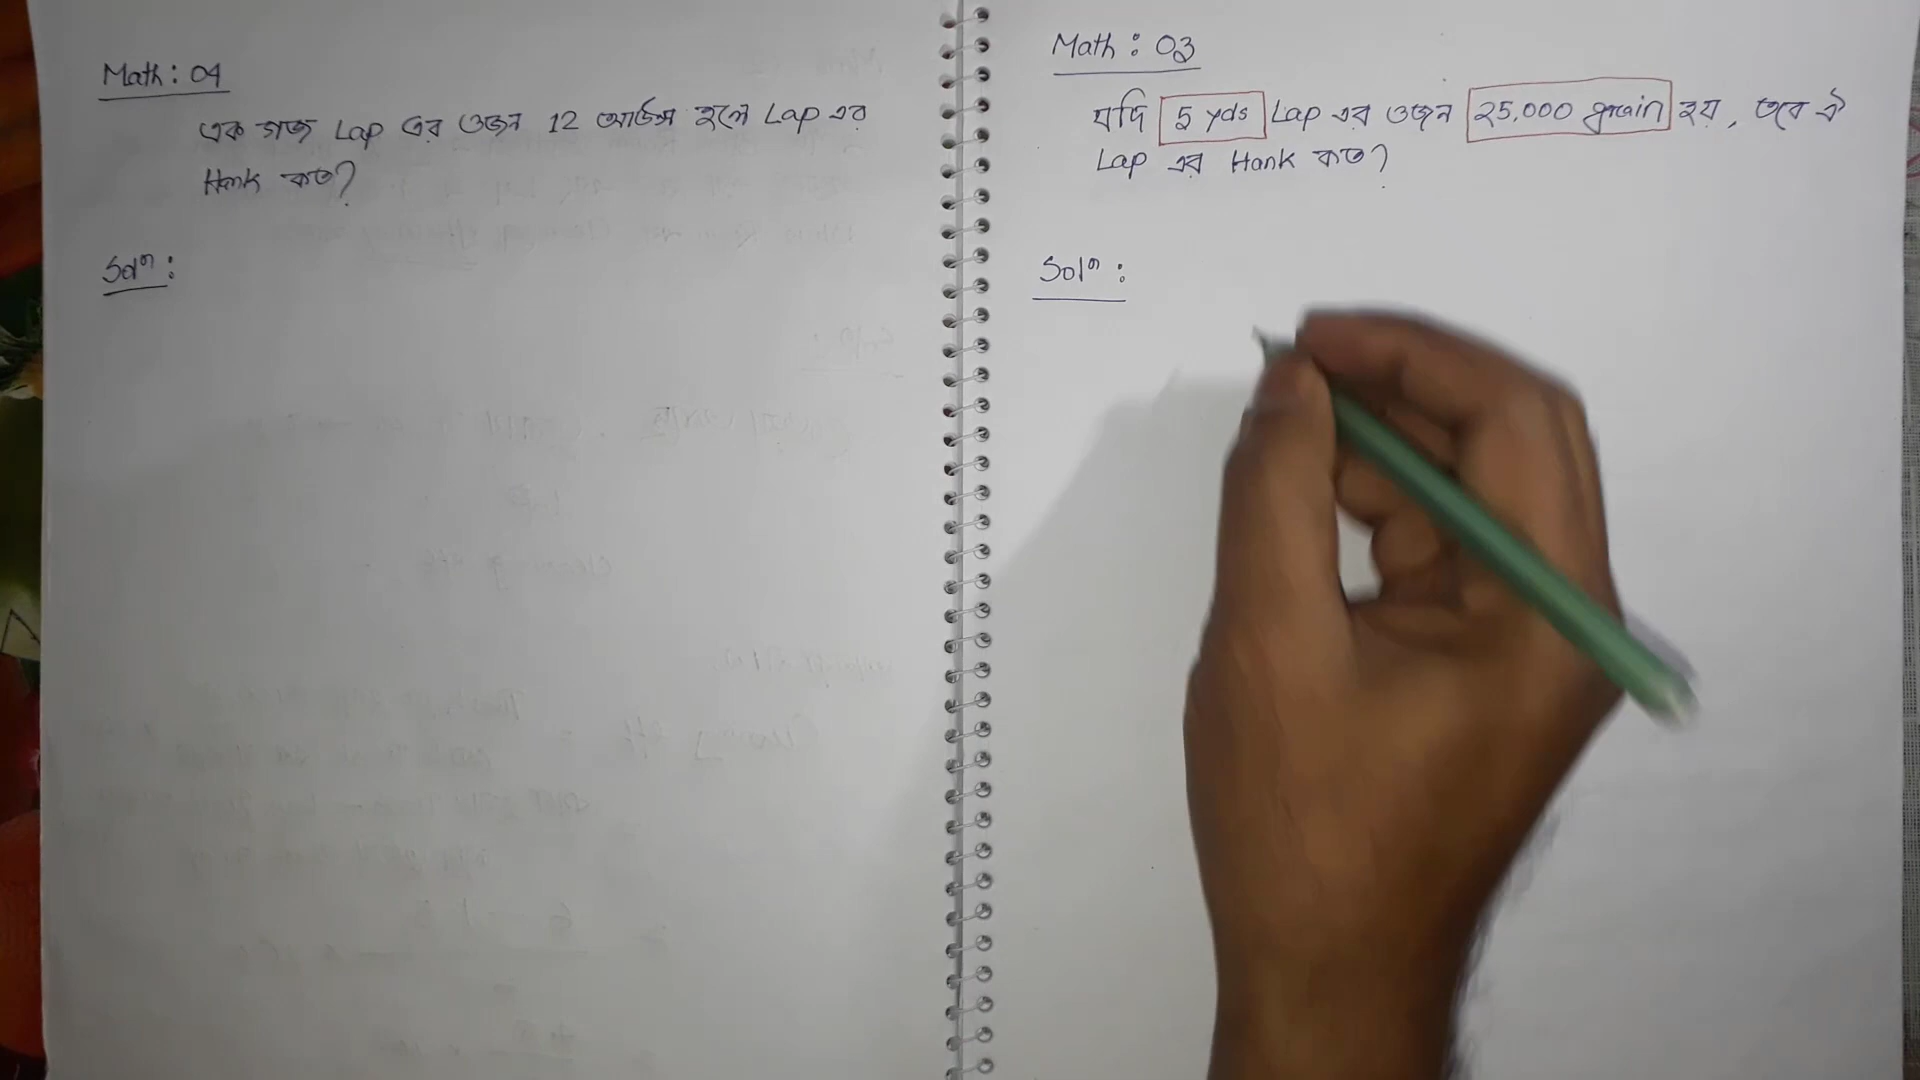 Math: 04
এক গজ Lap এর ওজন 12 আউন্স হলে Lap এর
Hank কত?
Solⁿ:
Math: 03
যদি 5 yds Lap এর ওজন 25,000 grain হয়, তবে ঐ
Lap এর Hank কত?
Solⁿ: